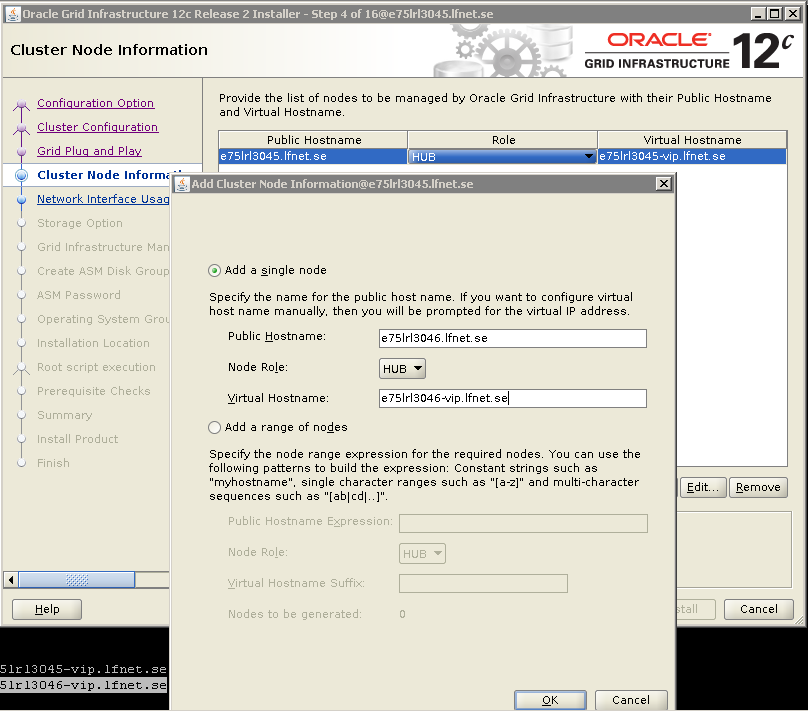 Oracle Grid Infrastructure 12c Release 2 Installer - Step 4 of 16@e75lrl3045.lfnet.se
Cluster Node Information
ORACLE
GRID INFRASTRUCTURE
12c
Configuration Option
Cluster Configuration
Grid Plug and Play
Cluster Node Informa
Network Interface Usag
Storage Option
Grid Infrastructure Man
Create ASM Disk Group
ASM Password
Operating System Grou
Installation Location
Root script execution
Prerequisite Checks
Summary
Install Product
Finish
Provide the list of nodes to be managed by Oracle Grid Infrastructure with their Public Hostname
and Virtual Hostname.
Public Hostname Role Virtual Hostname
e75lrl3045.lfnet.se HUB e75lrl3045-vip.lfnet.se
Add Cluster Node Information@e75lrl3045.lfnet.se
Add a single node
Specify the name for the public host name. If you want to configure virtual
host name manually, then you will be prompted for the virtual IP address.
Public Hostname: e75lrl3046.lfnet.se
Node Role: HUB
Virtual Hostname: e75lrl3046-vip.lfnet.se
Add a range of nodes
Specify the node range expression for the required nodes. You can use the
following patterns to build the expression: Constant strings such as
"myhostname", single character ranges such as "[a-z]" and multi-character
sequences such as "[ab|cd|..]".
Public Hostname Expression:
Node Role: HUB
Virtual Hostname Suffix:
Nodes to be generated: 0
OK Cancel
Edit... Remove
Help
stall Cancel
5lrl3045-vip.lfnet.se
5lrl3046-vip.lfnet.se